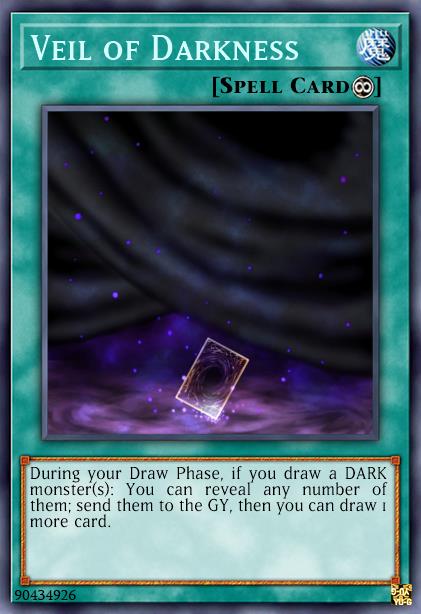 Veil of Darkness
[Spell Card]
During your Draw Phase, if you draw a DARK
monster(s): You can reveal any number of
them; send them to the GY, then you can draw 1
more card.
90434926